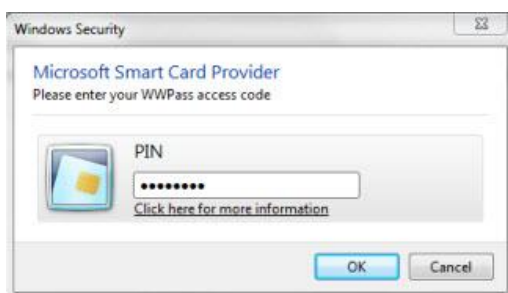 Windows Security
Microsoft Smart Card Provider
Please enter your WWPass access code
PIN
••••••••
Click here for more information
OK
Cancel